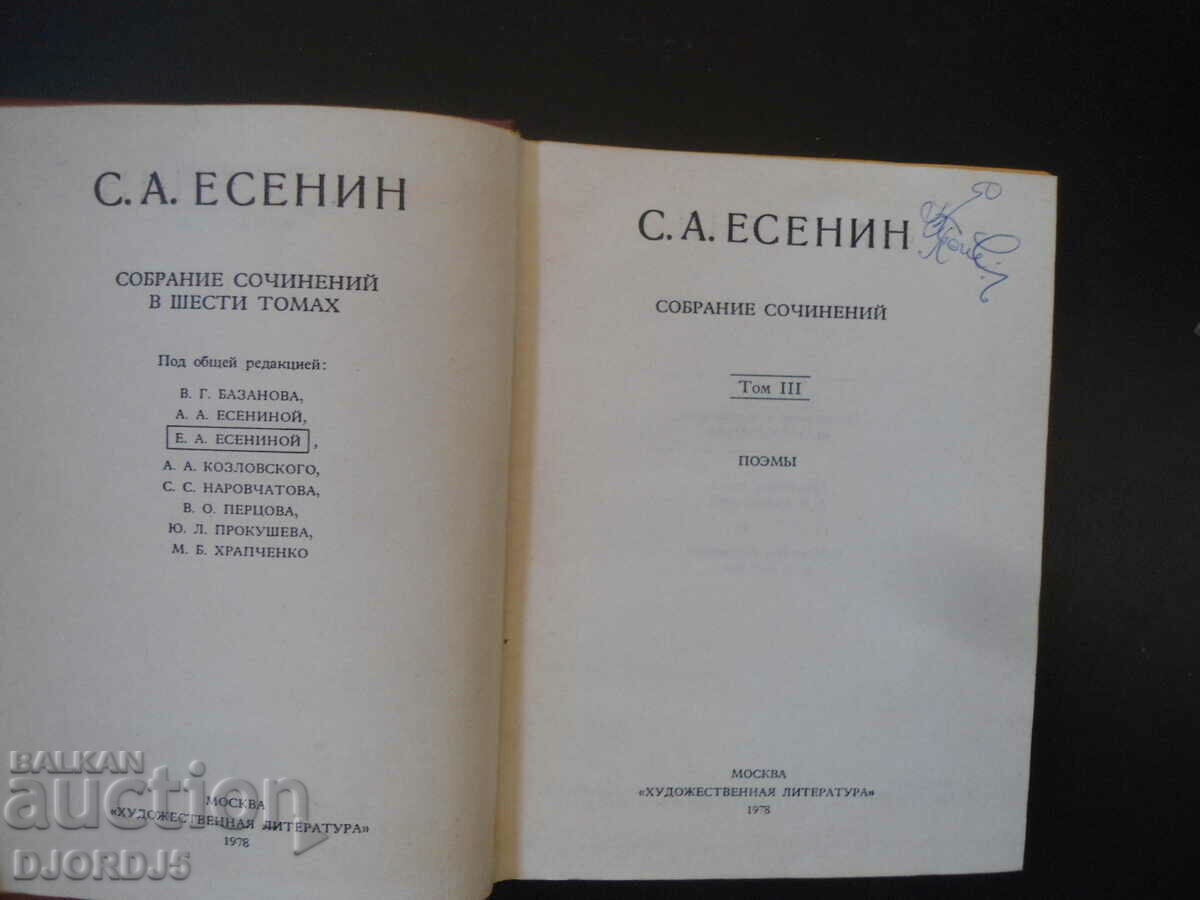 С. А. ЕСЕНИН
СОБРАНИЕ СОЧИНЕНИЙ
В ШЕСТИ ТОМАХ
Под общей редакцией:
В. Г. БАЗАНОВА,
А. А. ЕСЕНИНОЙ,
Е. А. ЕСЕНИНОЙ,
А. А. КОЗЛОВСКОГО,
С. С. НАРОВЧАТОВА,
В. О. ПЕРЦОВА,
Ю. Л. ПРОКУШЕВА,
М. Б. ХРАПЧЕНКО
МОСКВА
«ХУДОЖЕСТВЕННАЯ ЛИТЕРАТУРА»
1978
С. А. ЕСЕНИН
СОБРАНИЕ СОЧИНЕНИЙ
Том III
ПОЭМЫ
МОСКВА
«ХУДОЖЕСТВЕННАЯ ЛИТЕРАТУРА»
1978
BALKAN
auction
DJORDJ5